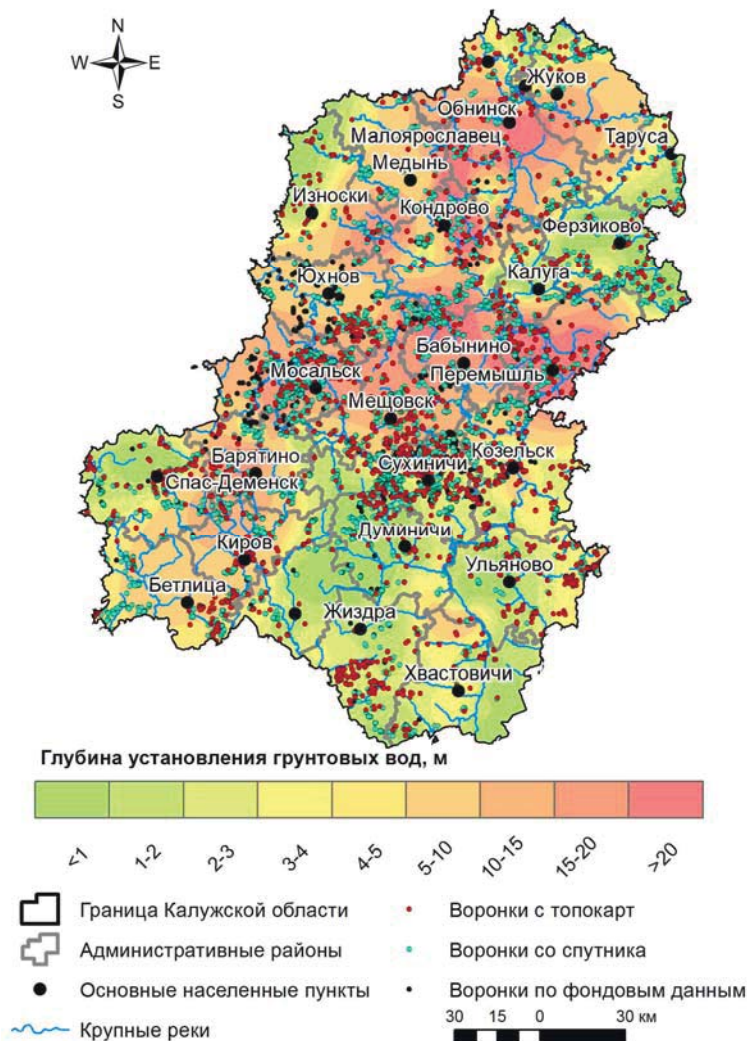 N
W E
S
Жуков
Обнинск
Малоярославец
Таруса
Медынь
Износки
Кондрово
Ферзиково
Калуга
Юхнов
Бабынино
Мосальск
Перемышль
Мещовск
Барятино
Козельск
Сухиничи
Спас-Деменск
Думиничи
Киров
Ульяново
Бетлица
Жиздра
Хвастовичи
Глубина установления грунтовых вод, м
<1 1-2 2-3 3-4 4-5 5-10 10-15 15-20 >20
Граница Калужской области
Воронки с топокарт
Административные районы
Воронки со спутника
Основные населенные пункты
Воронки по фондовым данным
Крупные реки
30 15 0 30 км